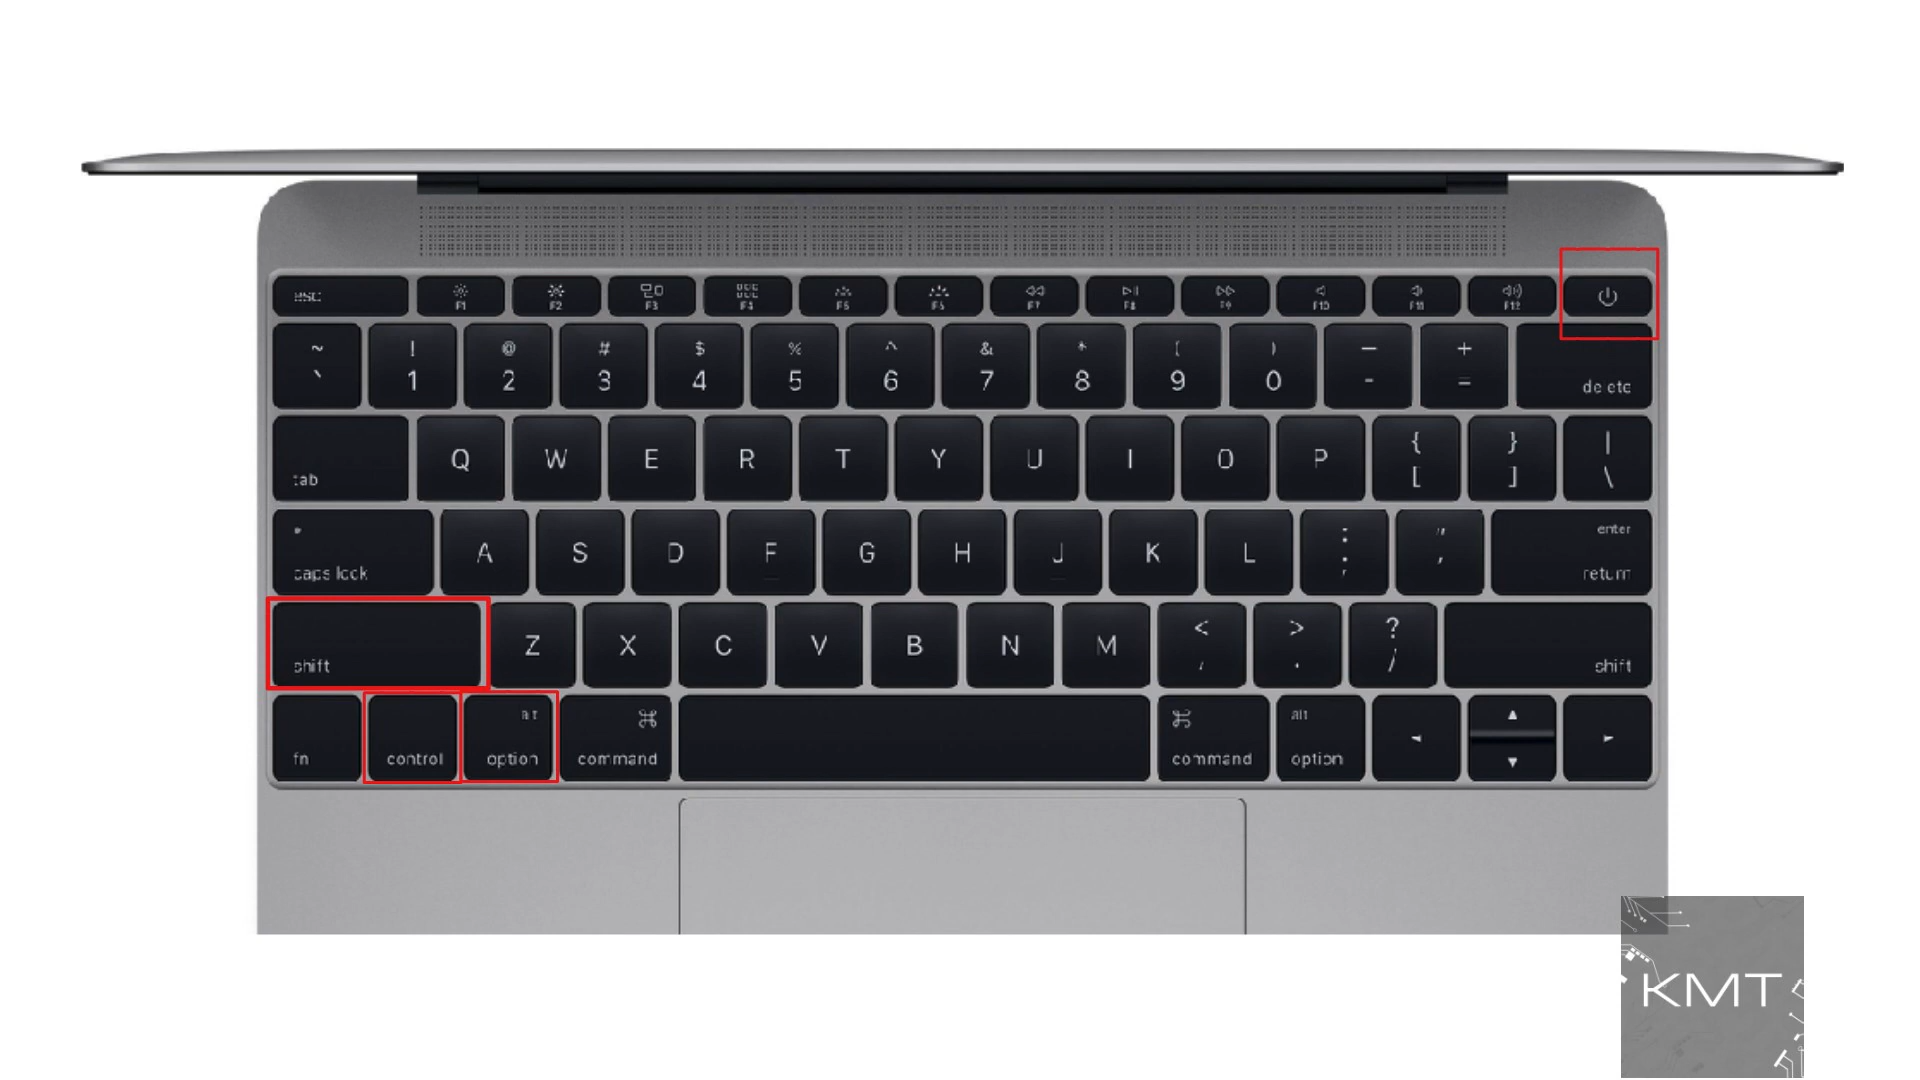 esc F1 F2 F3 F4 F5 F6 F7 F8 F9 F10 F11 F12
~ ! @ # $ % ^ & * ( ) — +
` 1 2 3 4 5 6 7 8 9 0 - = delete
tab Q W E R T Y U I O P { [ } ] | \
caps lock A S D F G H J K L : ; " ' enter return
shift Z X C V B N M < , > . ? / shift
fn control alt option ⌘ command ⌘ command alt option ◄ ▲ ▼ ►
KMT